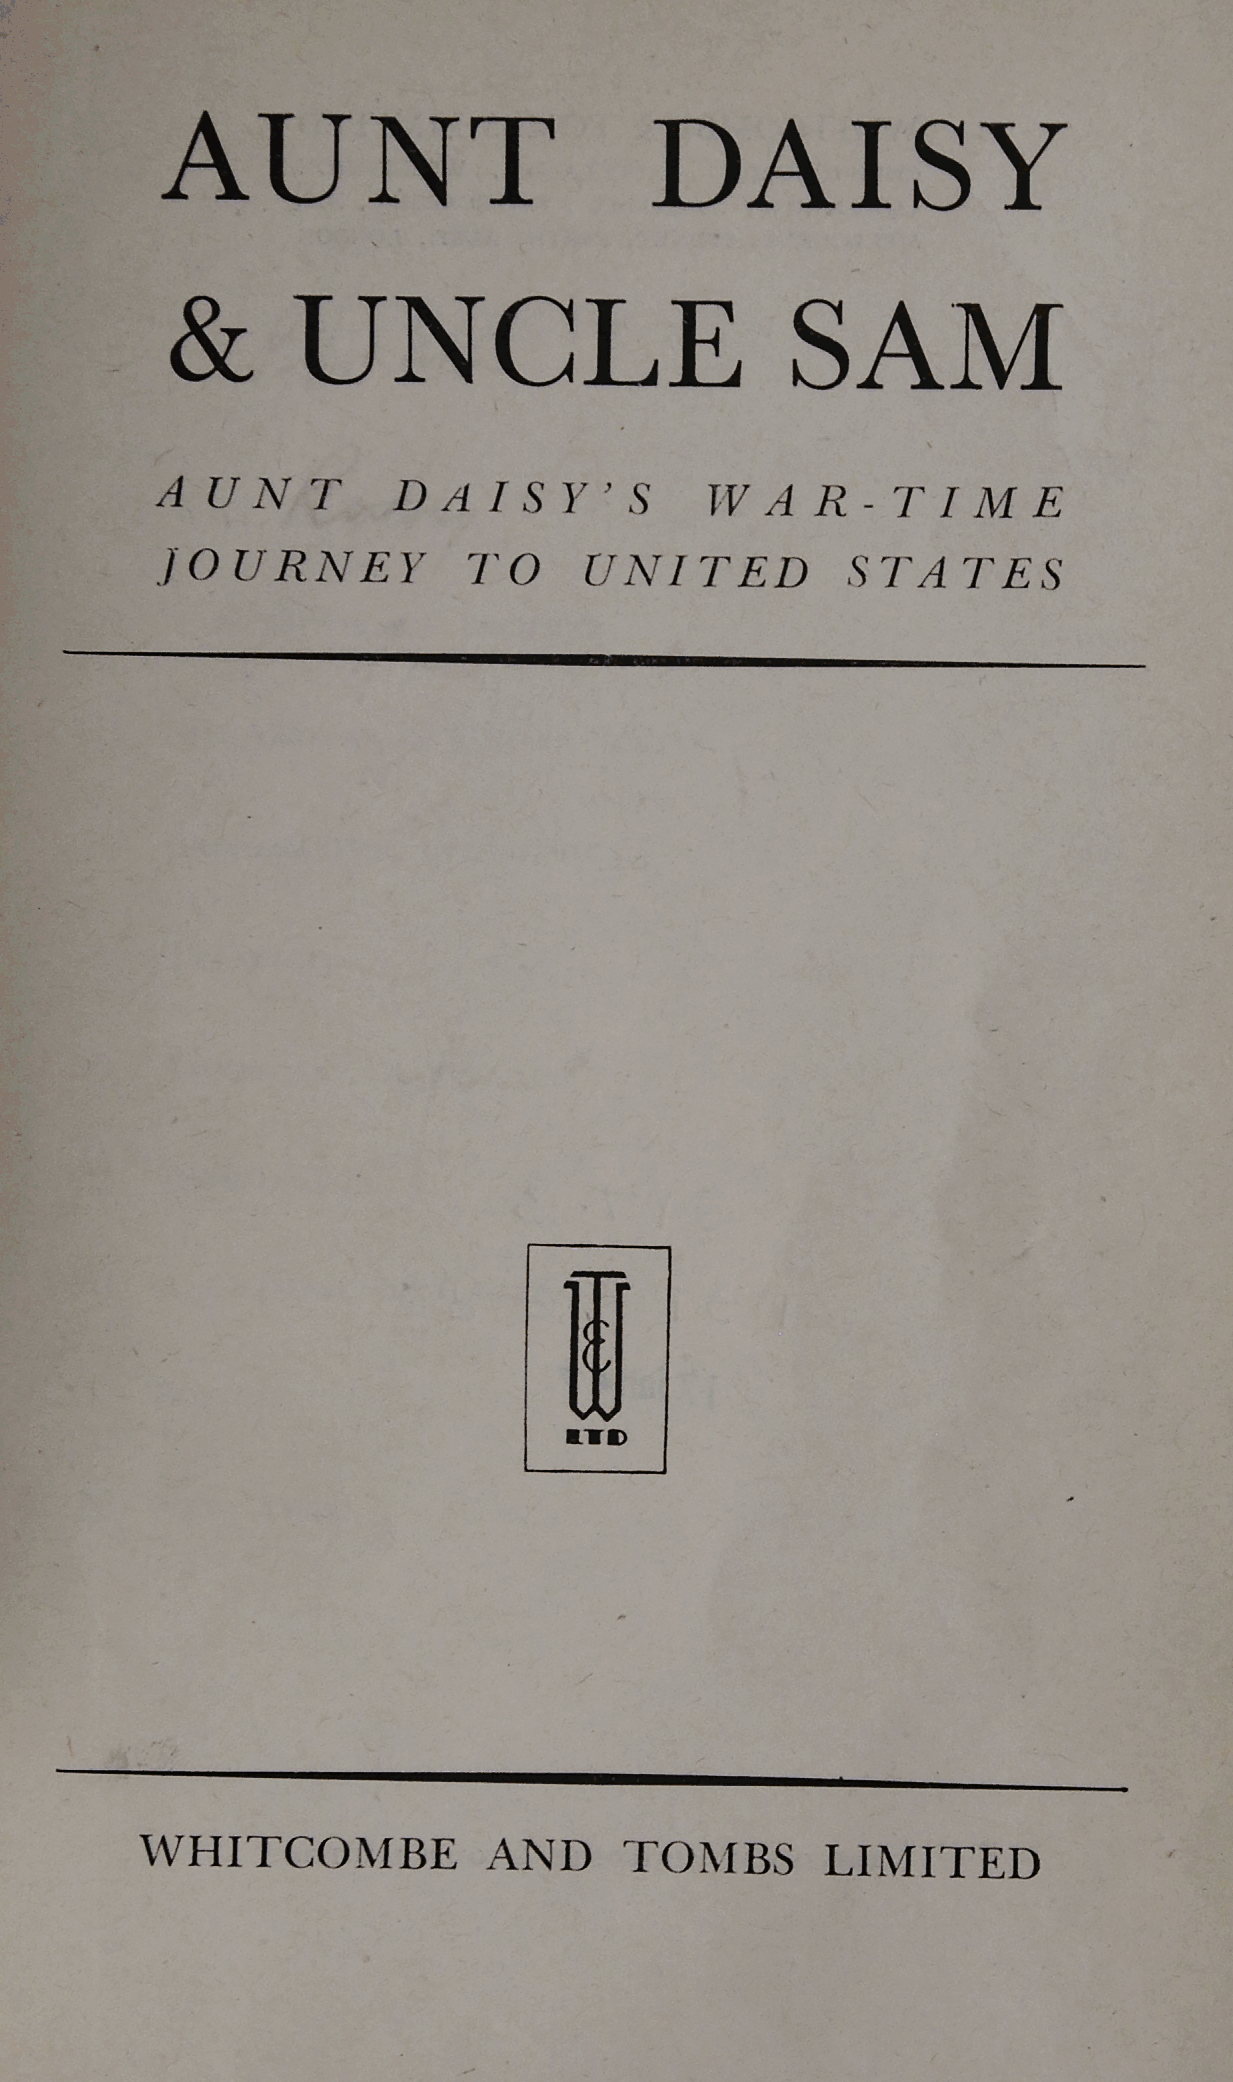 AUNT DAISY
& UNCLE SAM
AUNT DAISY'S WAR-TIME
JOURNEY TO UNITED STATES
LTD
WHITCOMBE AND TOMBS LIMITED